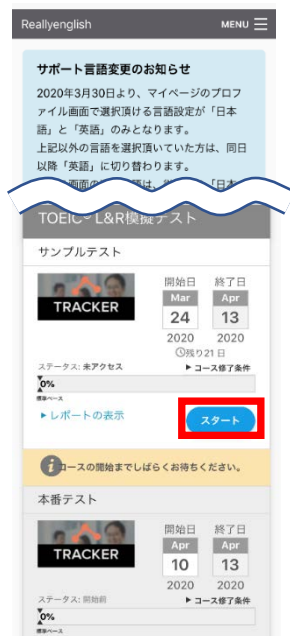 Reallyenglish MENU
サポート言語変更のお知らせ
2020年3月30日より、マイページのプロフ
ァイル画面で選択頂ける言語設定が「日本
語」と「英語」のみとなります。
上記以外の言語を選択頂いていた方は、同日
以降「英語」に切り替わります。
TOEIC® L&R模擬テスト
サンプルテスト
TRACKER
開始日 終了日
Mar Apr
24 13
2020 2020
残り21日
ステータス: 未アクセス ▶ コース修了条件
0%
標準ペース
▶ レポートの表示 スタート
コースの開始までしばらくお待ちください。
本番テスト
TRACKER
開始日 終了日
Apr Apr
10 13
2020 2020
ステータス: 開始前 ▶ コース修了条件
0%
標準ペース